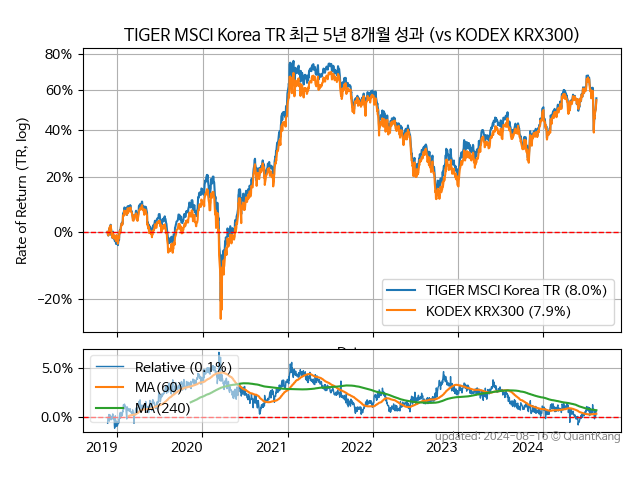 TIGER MSCI Korea TR 최근 5년 8개월 성과 (vs KODEX KRX300)
80%
60%
40%
20%
0%
−20%
Rate of Return (TR, log)
TIGER MSCI Korea TR (8.0%)
KODEX KRX300 (7.9%)
5.0%
0.0%
Relative (0.1%)
MA(60)
MA(240)
2019
2020
2021
2022
2023
2024
updated: 2024-08-16 © QuantKang